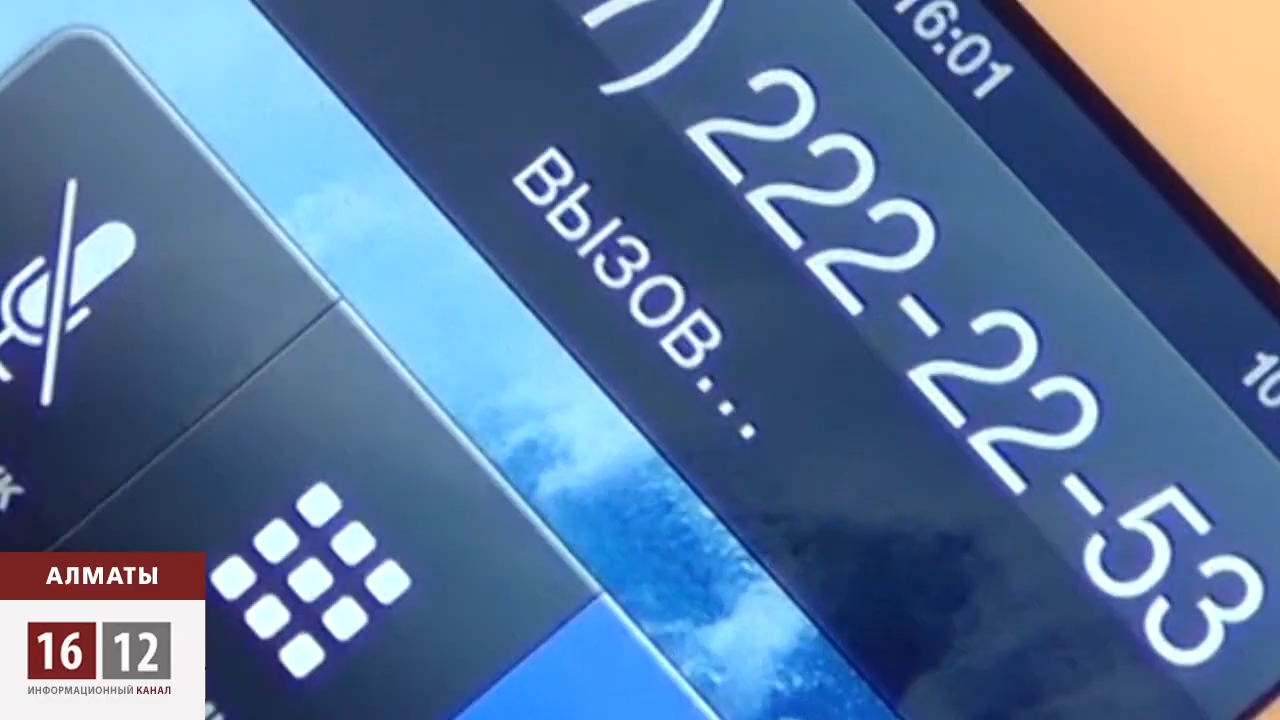 16:01
) 222-22-53
вызов...
АЛМАТЫ
16 12
ИНФОРМАЦИОННЫЙ КАНАЛ